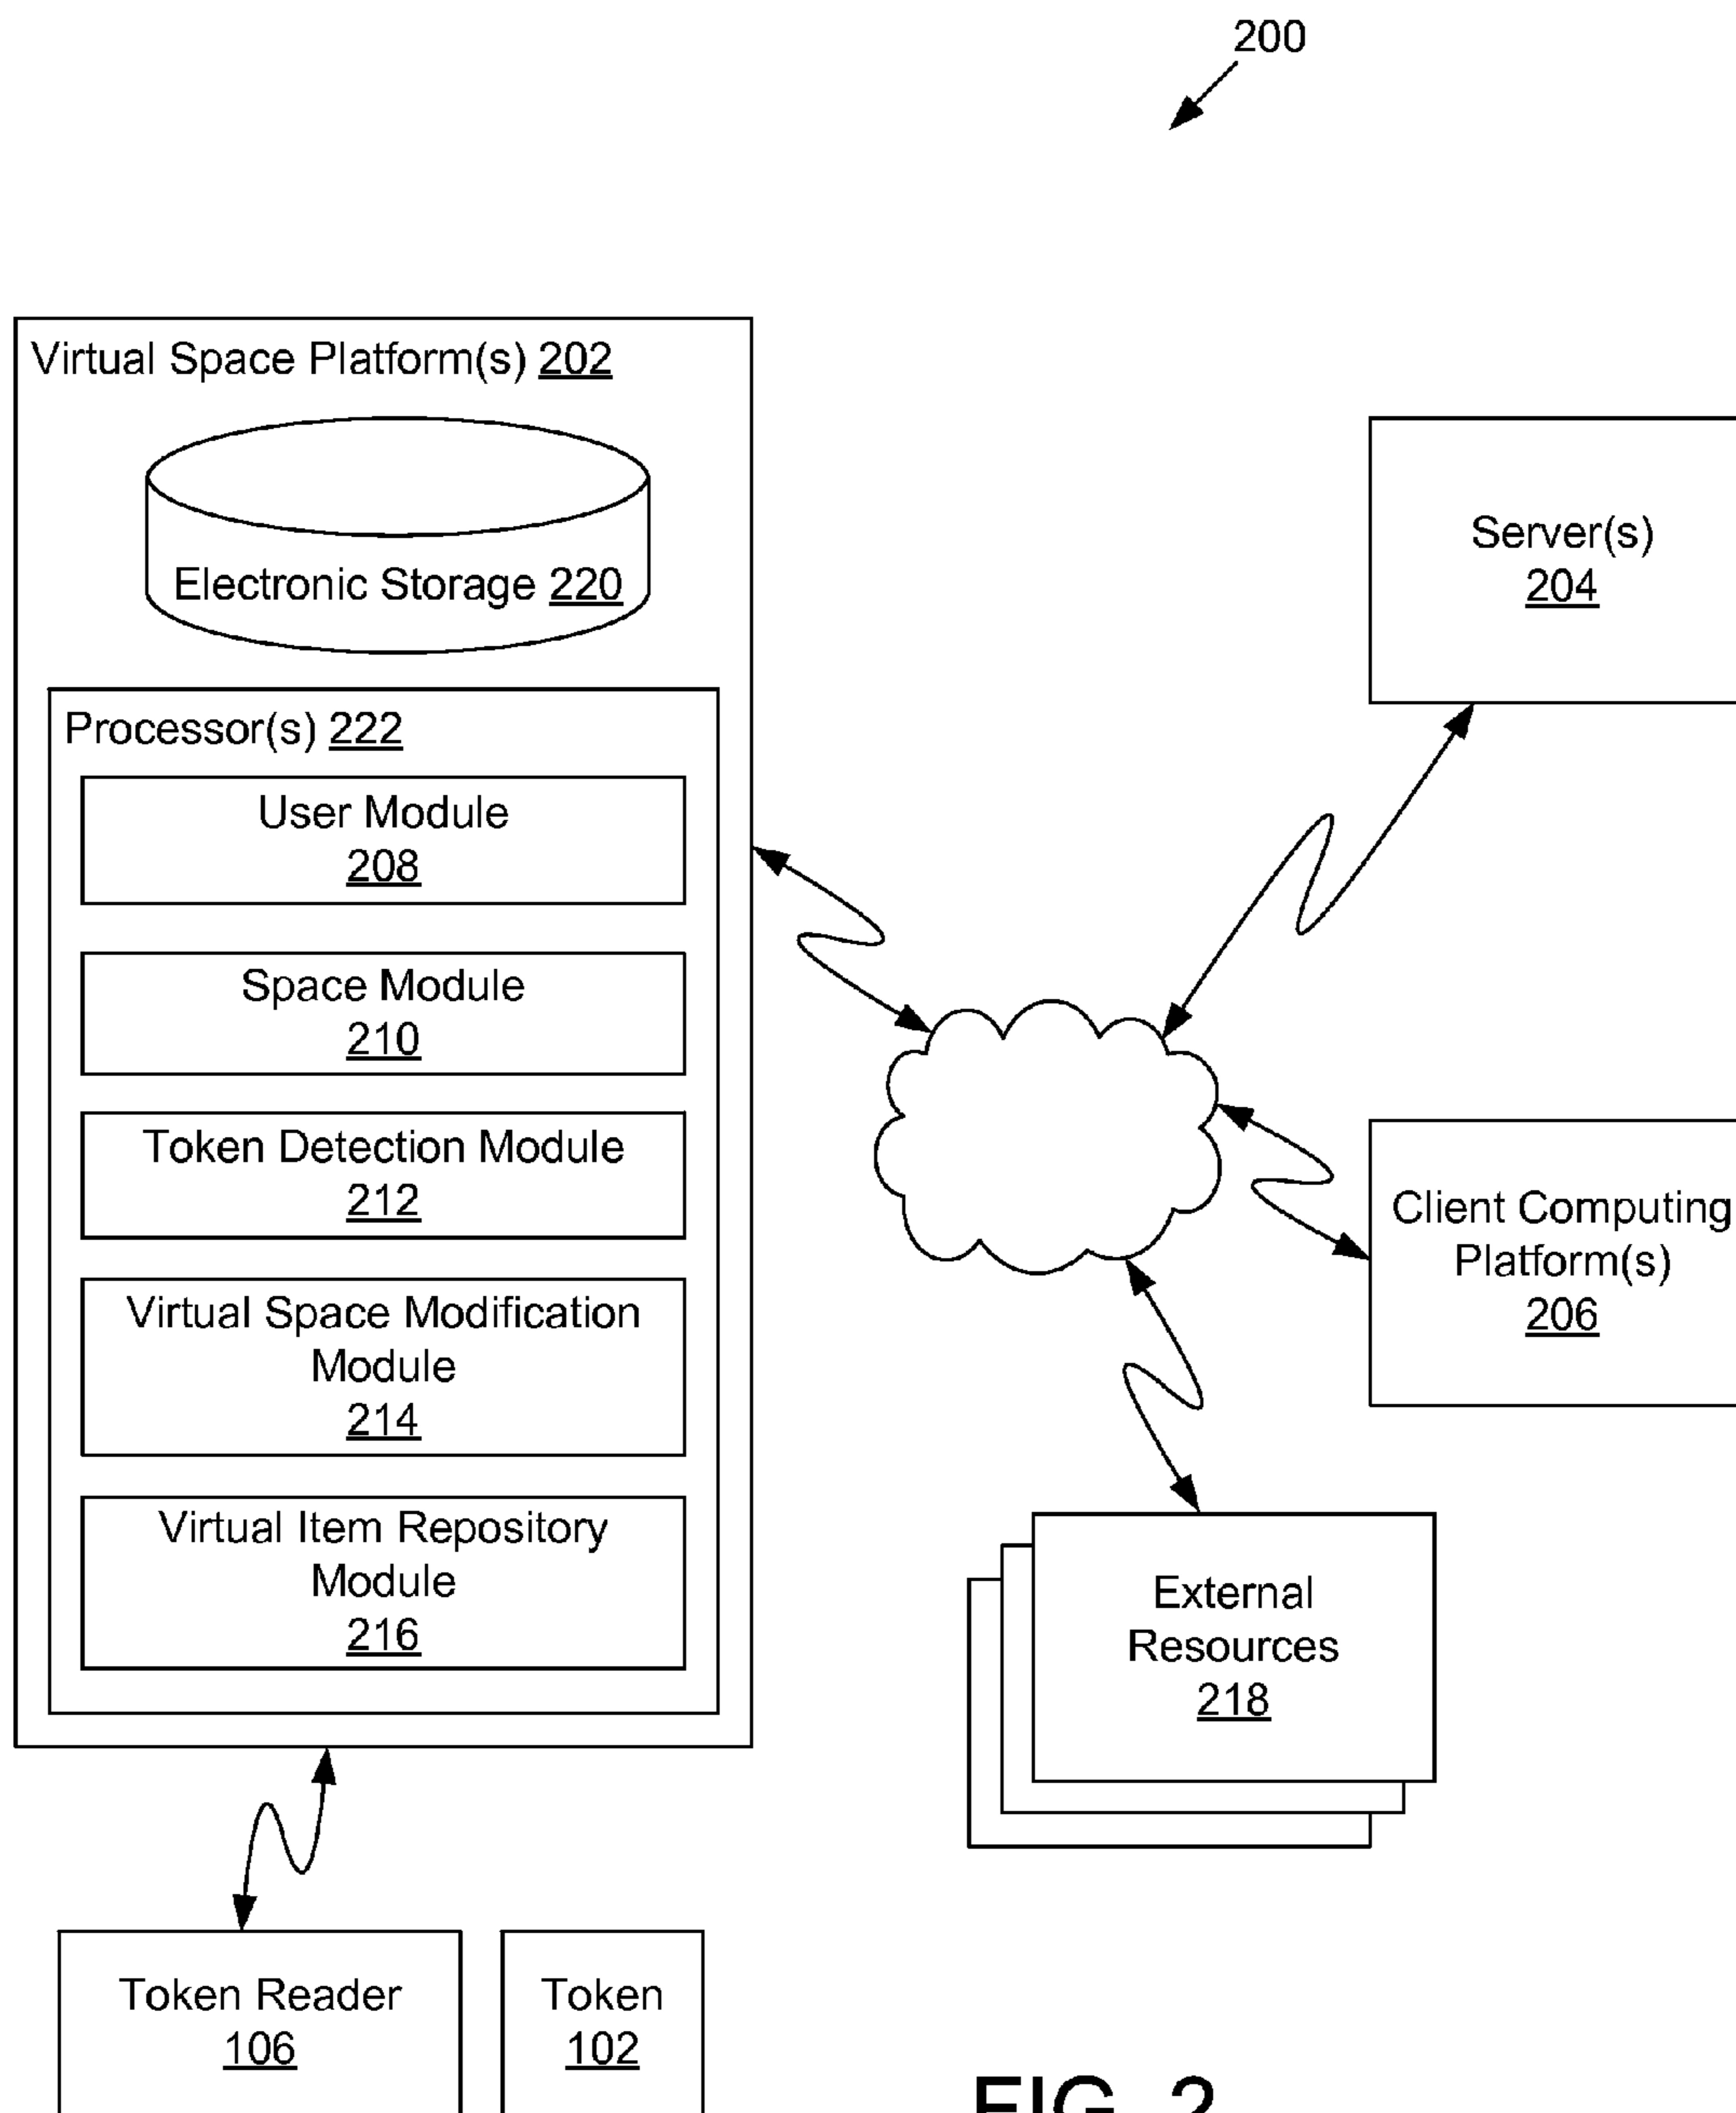 200
Virtual Space Platform(s) 202
Electronic Storage 220
Processor(s) 222
User Module
208
Space Module
210
Token Detection Module
212
Virtual Space Modification
Module
214
Virtual Item Repository
Module
216
Server(s)
204
Client Computing
Platform(s)
206
External
Resources
218
Token Reader
106
Token
102
FIG. 2